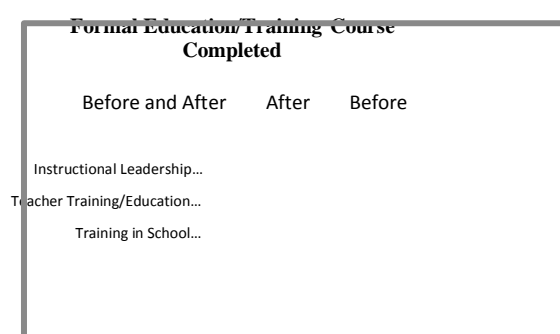 Formal Education/Training Course
Completed
Before and After After Before
Instructional Leadership...
Teacher Training/Education...
Training in School...